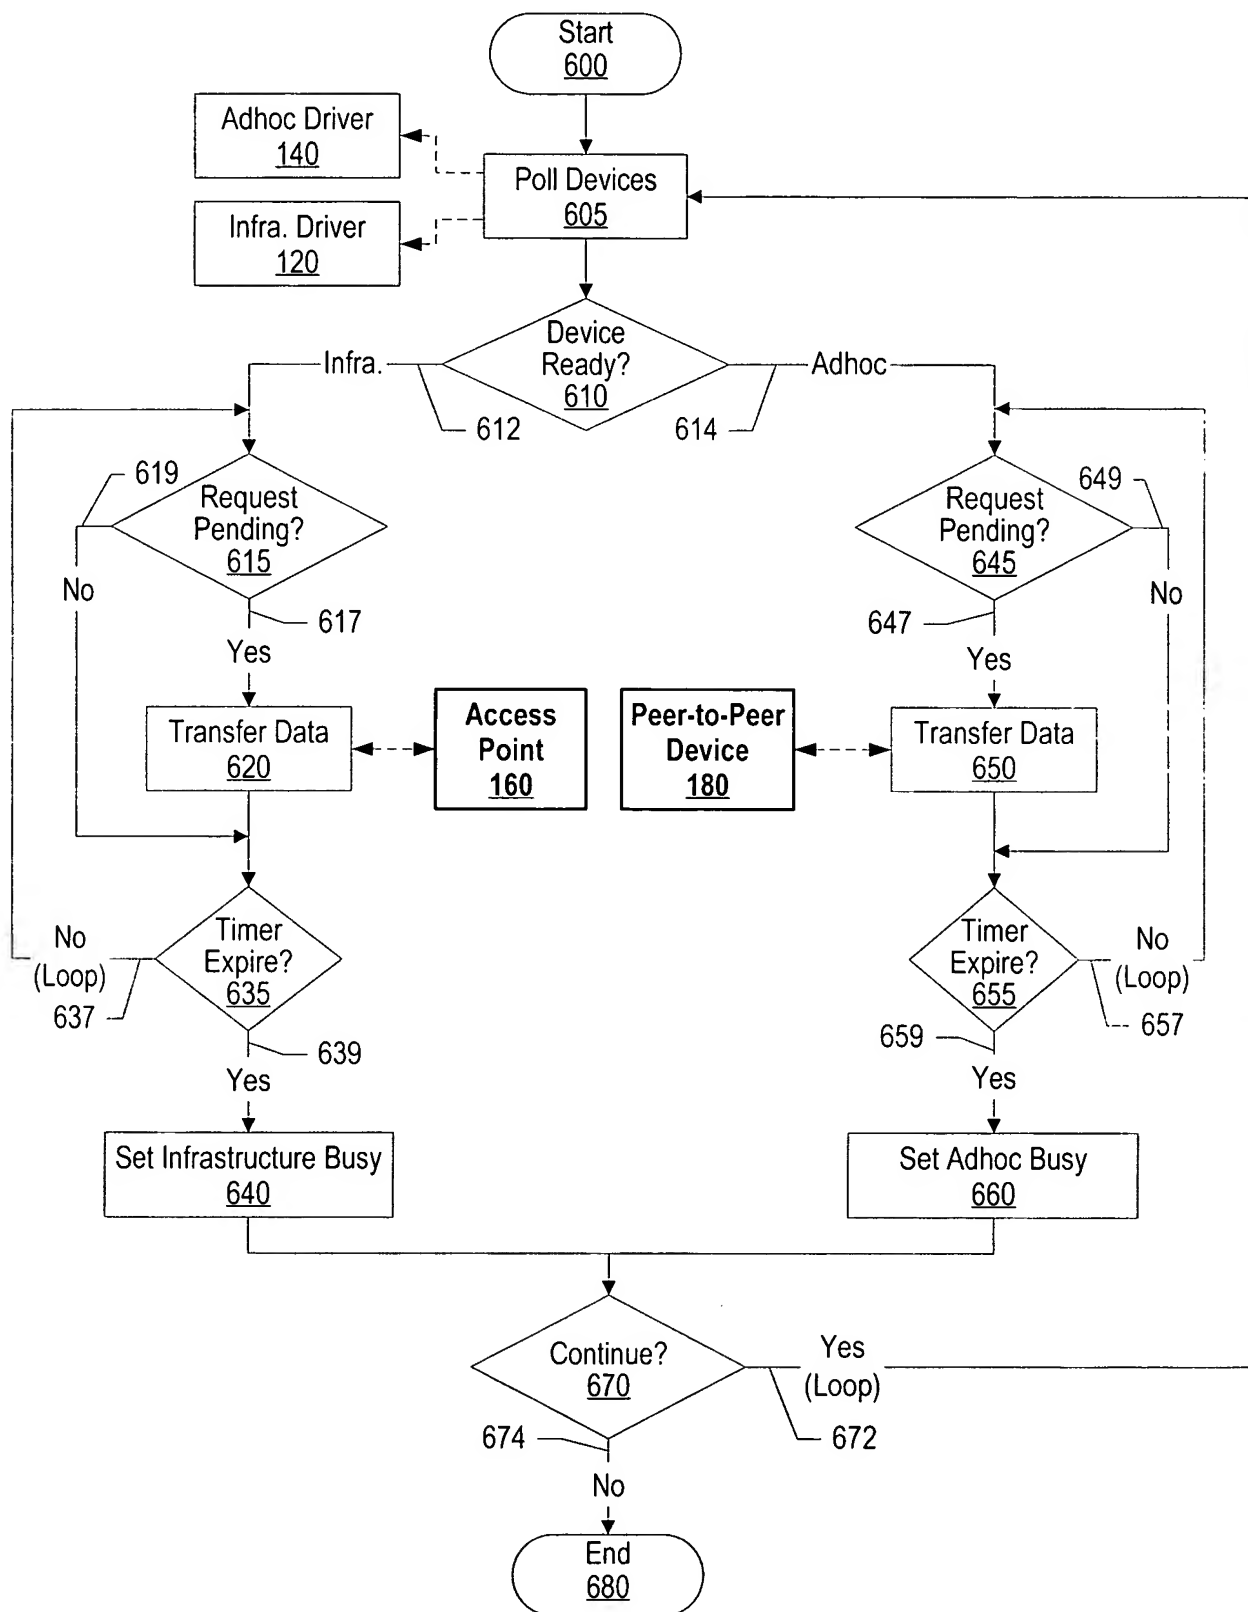 Start
600
Adhoc Driver
140
Poll Devices
605
Infra. Driver
120
Device
Ready?
610
Infra.
Adhoc
612
614
619
Request
Pending?
615
Request
Pending?
645
649
No
617
647
No
Yes
Yes
Transfer Data
620
Access
Point
160
Peer-to-Peer
Device
180
Transfer Data
650
Timer
Expire?
635
Timer
Expire?
655
No
(Loop)
637
No
(Loop)
657
639
659
Yes
Yes
Set Infrastructure Busy
640
Set Adhoc Busy
660
Continue?
670
Yes
(Loop)
674
672
No
End
680